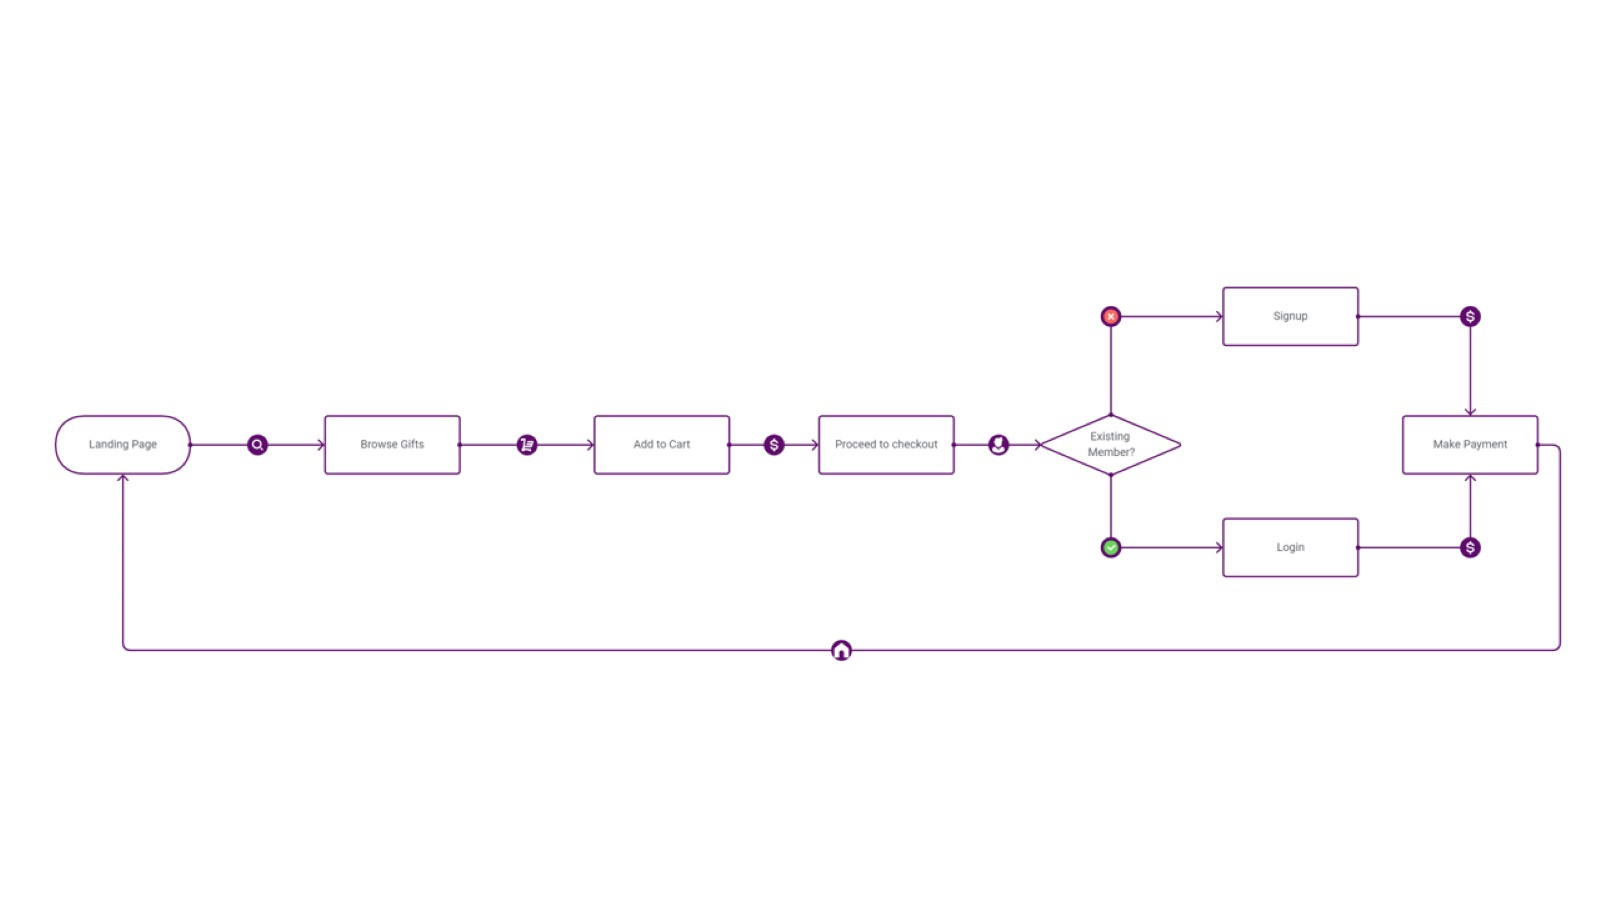 Landing Page
Browse Gifts
Add to Cart
Proceed to checkout
Existing
Member?
Signup
Login
Make Payment
$
$
$